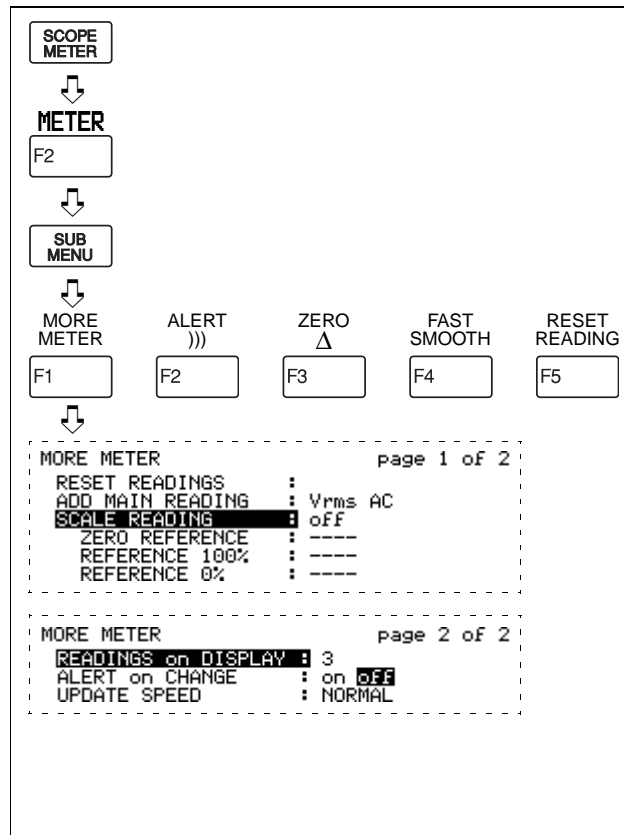 SCOPE
METER
METER
F2
SUB
MENU
MORE
METER
ALERT
)))
ZERO
Δ
FAST
SMOOTH
RESET
READING
F1
F2
F3
F4
F5
MORE METER page 1 of 2
RESET READINGS :
ADD MAIN READING : Vrms AC
SCALE READING : off
ZERO REFERENCE : ----
REFERENCE 100% : ----
REFERENCE 0% : ----
MORE METER page 2 of 2
READINGS on DISPLAY : 3
ALERT on CHANGE : on off
UPDATE SPEED : NORMAL